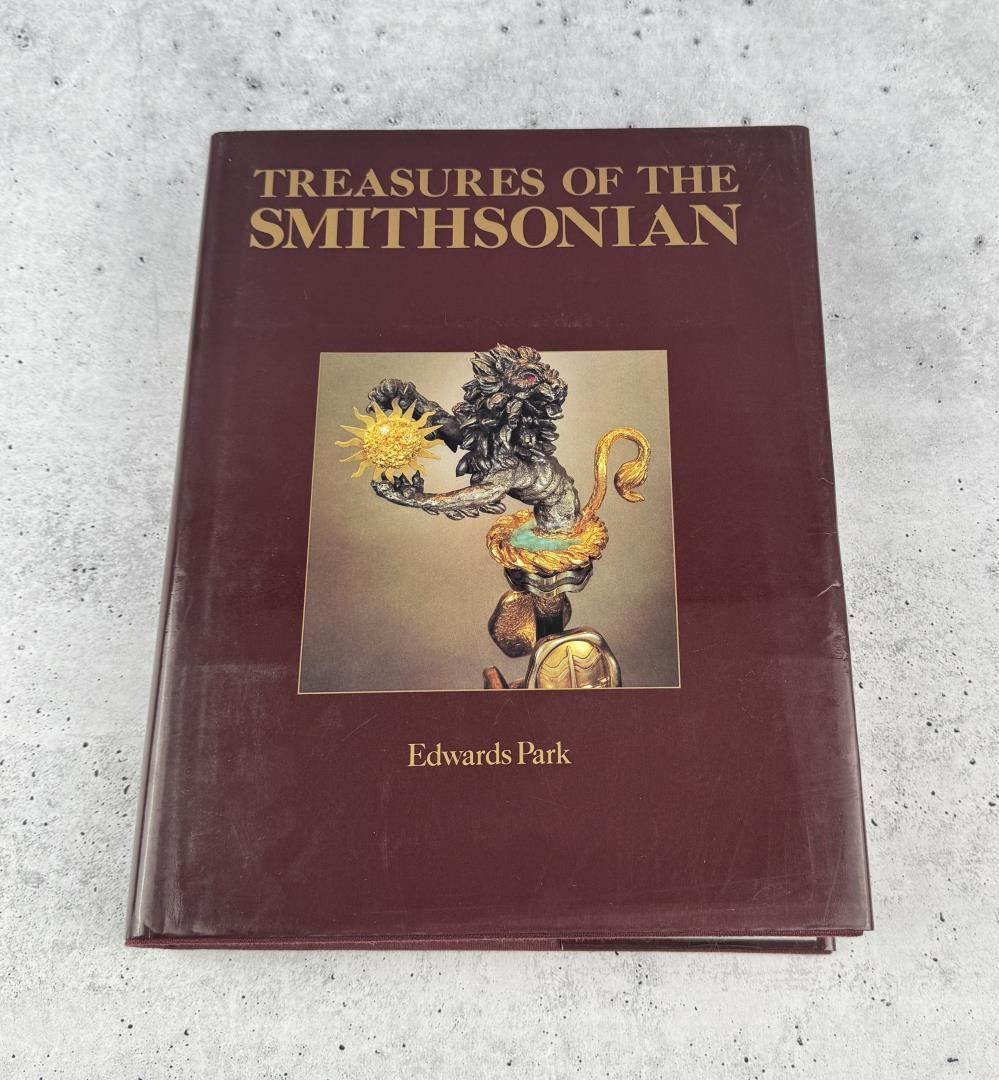 TREASURES OF THE
SMITHSONIAN
Edwards Park